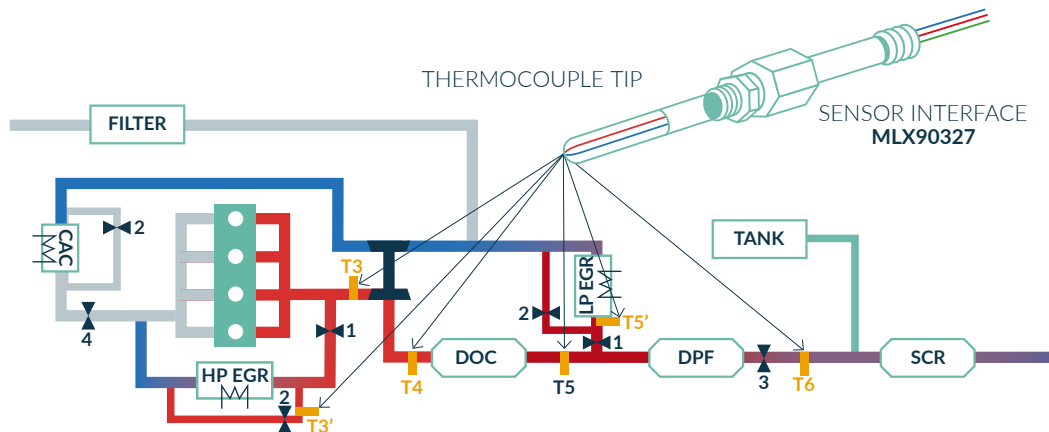 THERMOCOUPLE TIP
SENSOR INTERFACE
MLX90327
FILTER
CAC
2
4
T3
1
HP EGR
2
T3'
T4
DOC
T5
2
LP EGR
T5'
1
DPF
3
T6
TANK
SCR